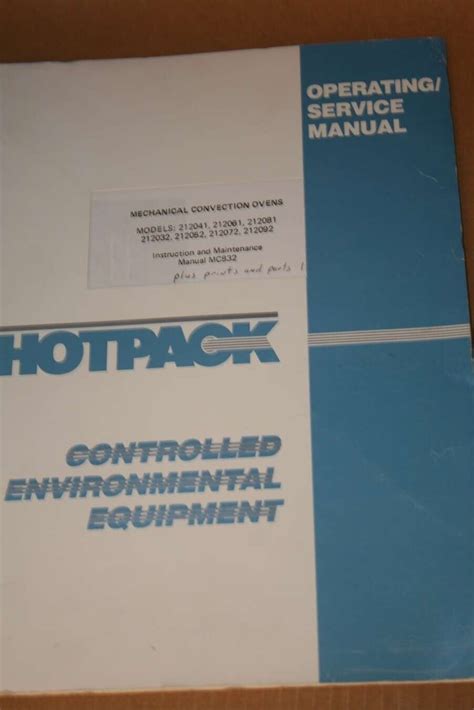 OPERATING/
SERVICE
MANUAL
MECHANICAL CONVECTION OVENS
MODELS: 212041, 212061, 212081
212032, 212052, 212072, 212092
Instruction and Maintenance
Manual MC832
plus prints and parts
HOTPACK
CONTROLLED
ENVIRONMENTAL
EQUIPMENT